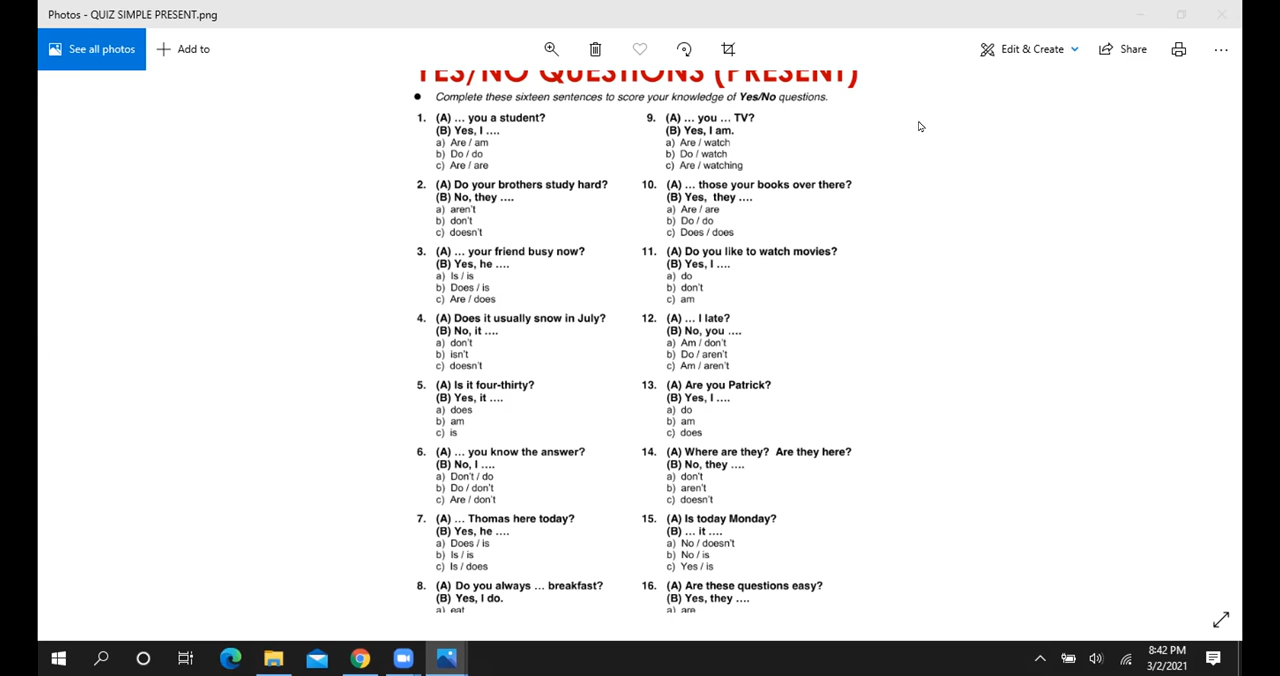 Photos - QUIZ SIMPLE PRESENT.png
See all photos
Add to
Edit & Create
Share
YES/NO QUESTIONS (PRESENT)
● Complete these sixteen sentences to score your knowledge of Yes/No questions.
1. (A) … you a student?
(B) Yes, I ….
a) Are / am
b) Do / do
c) Are / are
2. (A) Do your brothers study hard?
(B) No, they ….
a) aren't
b) don't
c) doesn't
3. (A) … your friend busy now?
(B) Yes, he ….
a) Is / is
b) Does / is
c) Are / does
4. (A) Does it usually snow in July?
(B) No, it ….
a) don't
b) isn't
c) doesn't
5. (A) Is it four-thirty?
(B) Yes, it ….
a) does
b) am
c) is
6. (A) … you know the answer?
(B) No, I ….
a) Don't / do
b) Do / don't
c) Are / don't
7. (A) … Thomas here today?
(B) Yes, he ….
a) Does / is
b) Is / is
c) Is / does
8. (A) Do you always … breakfast?
(B) Yes, I do.
a) eat
9. (A) … you … TV?
(B) Yes, I am.
a) Are / watch
b) Do / watch
c) Are / watching
10. (A) … those your books over there?
(B) Yes, they ….
a) Are / are
b) Do / do
c) Does / does
11. (A) Do you like to watch movies?
(B) Yes, I ….
a) do
b) don't
c) am
12. (A) … I late?
(B) No, you ….
a) Am / don't
b) Do / aren't
c) Am / aren't
13. (A) Are you Patrick?
(B) Yes, I ….
a) do
b) am
c) does
14. (A) Where are they? Are they here?
(B) No, they ….
a) don't
b) aren't
c) doesn't
15. (A) Is today Monday?
(B) … it ….
a) No / doesn't
b) No / is
c) Yes / is
16. (A) Are these questions easy?
(B) Yes, they ….
a) are
8:42 PM
3/2/2021